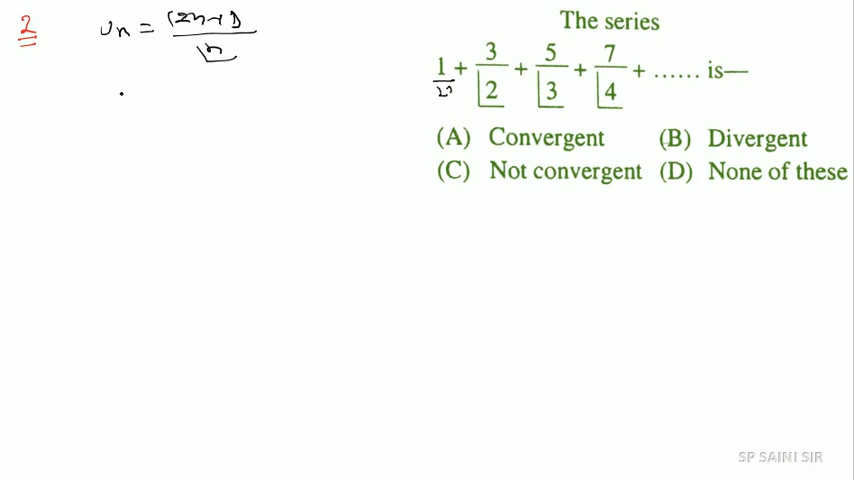 2
Un = (2n-1) / ⌊n
The series
1/⌊1 + 3/⌊2 + 5/⌊3 + 7/⌊4 + ...... is—
(A) Convergent (B) Divergent
(C) Not convergent (D) None of these
SP SAINI SIR